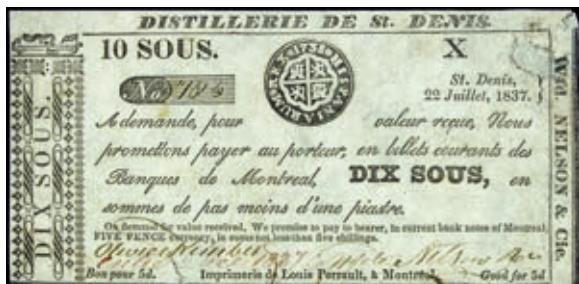 DISTILLERIE DE St. DENIS.
10 SOUS.
X
No
St. Denis,
22 Juillet, 1837.
A demande, pour valeur reçue, Nous
promettons payer au porteur, en billets courants des
Banques de Montreal, DIX SOUS, en
sommes de pas moins d'une piastre.
On demand for value received, We promise to pay to bearer, in current bank notes of Montreal
FIVE PENCE currency, in sums not less than five shillings.
Bon pour 5d. Imprimerie de Louis Perrault, à Montréal. Good for 5d
DIX SOUS.
Wfd. NELSON & Cie.